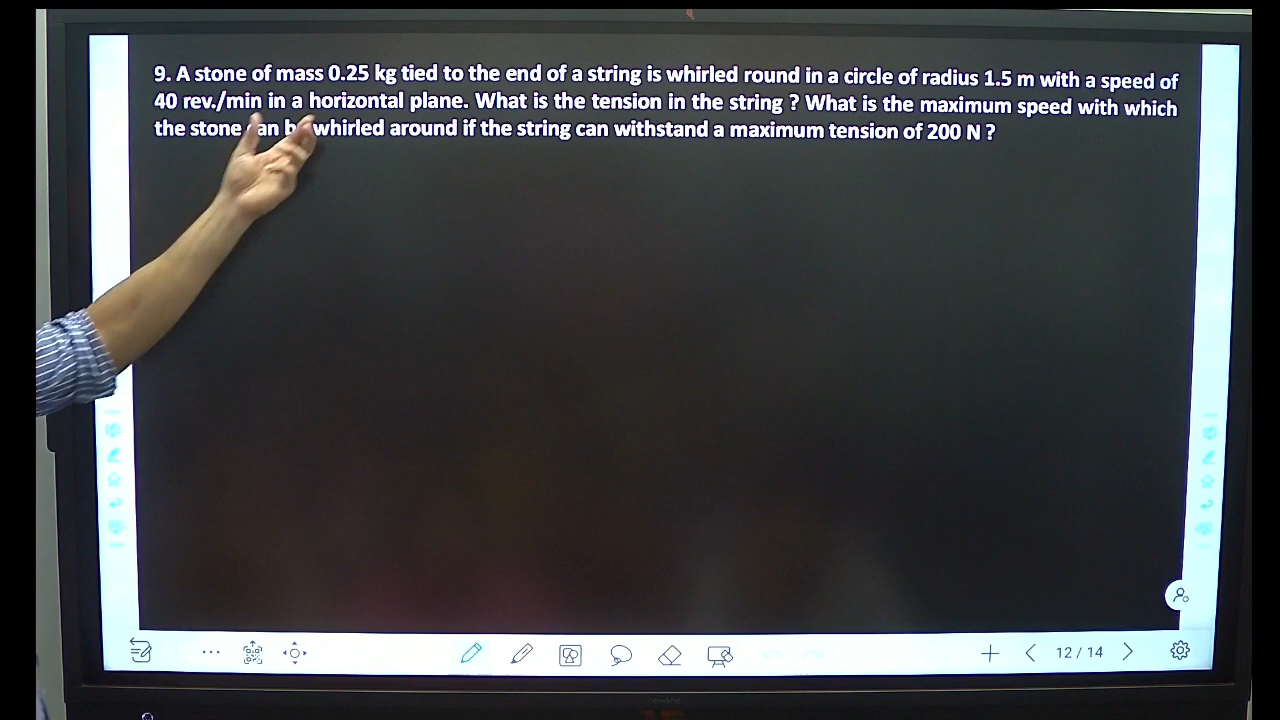 9. A stone of mass 0.25 kg tied to the end of a string is whirled round in a circle of radius 1.5 m with a speed of
40 rev./min in a horizontal plane. What is the tension in the string ? What is the maximum speed with which
the stone can be whirled around if the string can withstand a maximum tension of 200 N ?
12 / 14
newline